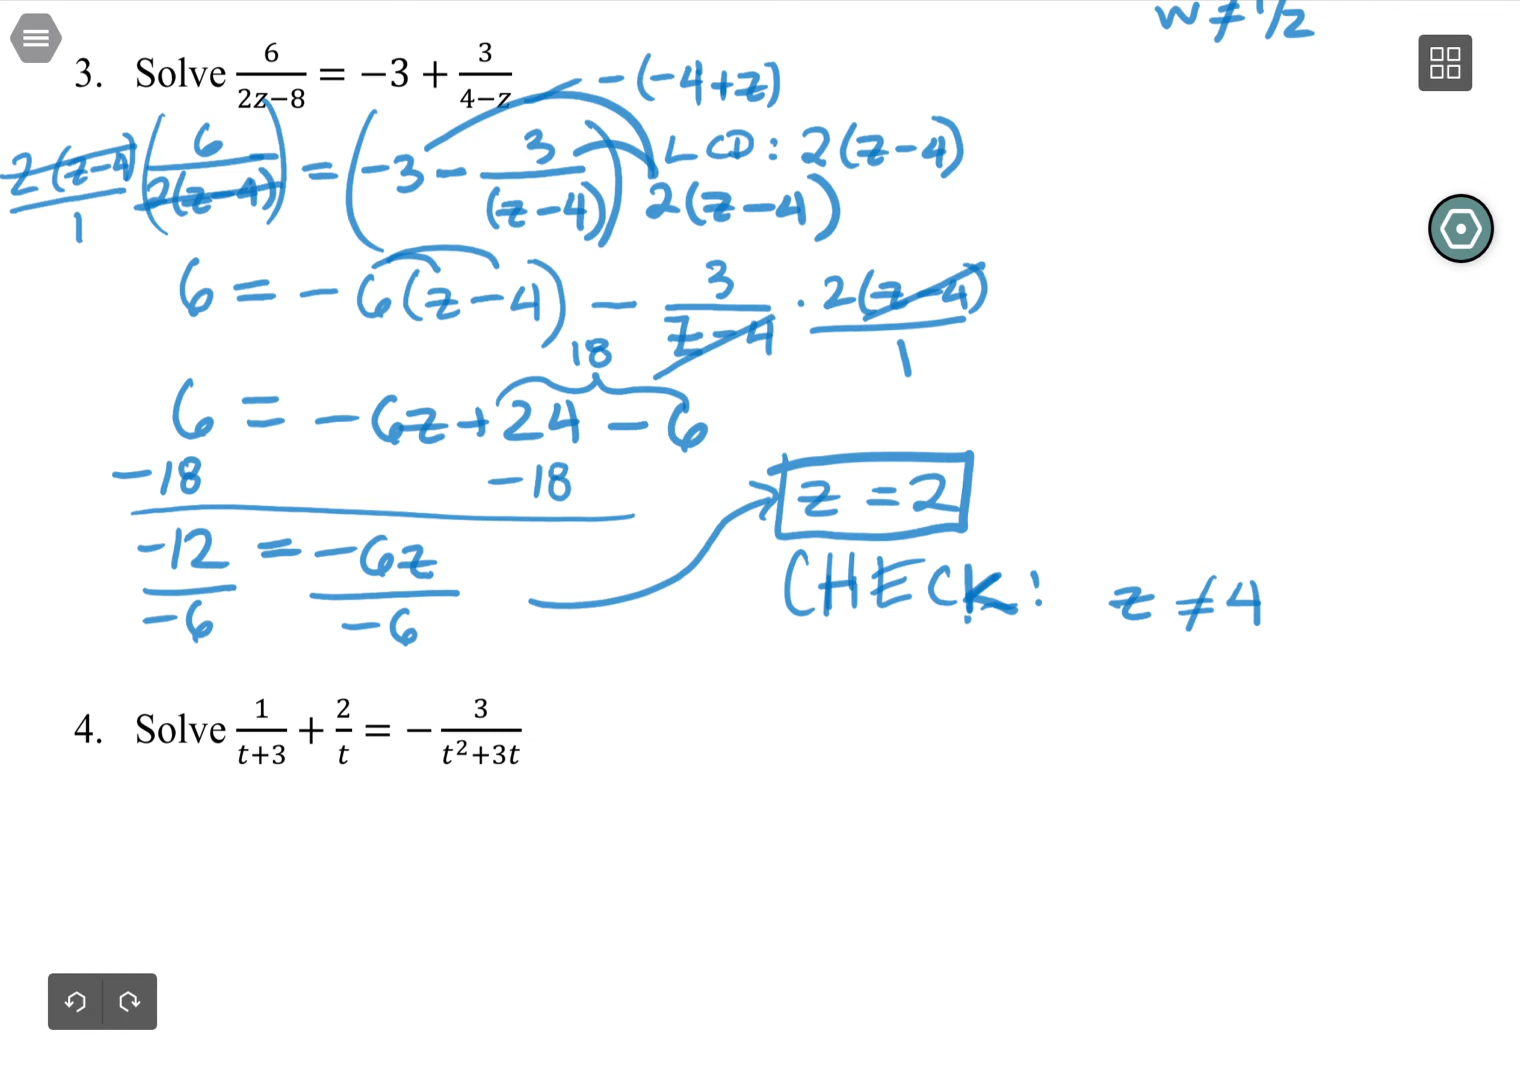 w ≠ 1/2
3. Solve 6/(2z−8) = −3 + 3/(4−z)
−(−4+z)
LCD: 2(z−4)
2(z−4)/1 (6/(2(z−4))) = (−3 − 3/(z−4)) 2(z−4)
6 = −6(z−4) − 3/(z−4) · 2(z−4)/1
18
6 = −6z + 24 − 6
−18 −18
−12/−6 = −6z/−6
z = 2
CHECK: z ≠ 4
4. Solve 1/(t+3) + 2/t = − 3/(t²+3t)